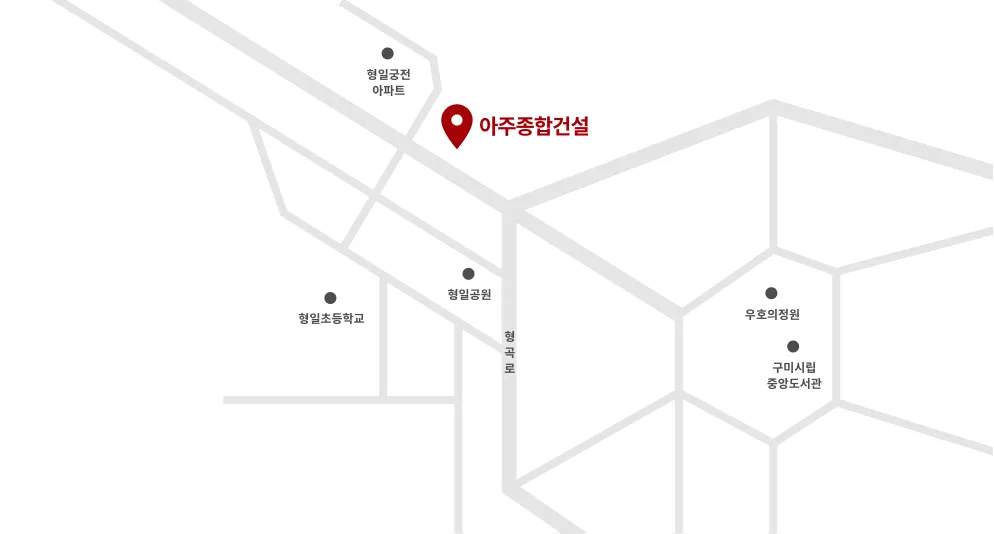 형일궁전
아파트
아주종합건설
형일공원
형일초등학교
형곡로
우호의정원
구미시립
중앙도서관